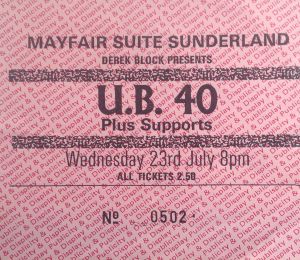 MAYFAIR SUITE SUNDERLAND
DEREK BLOCK PRESENTS
U.B. 40
Plus Supports
Wednesday 23rd July 8pm
ALL TICKETS 2.50
Nº 0502